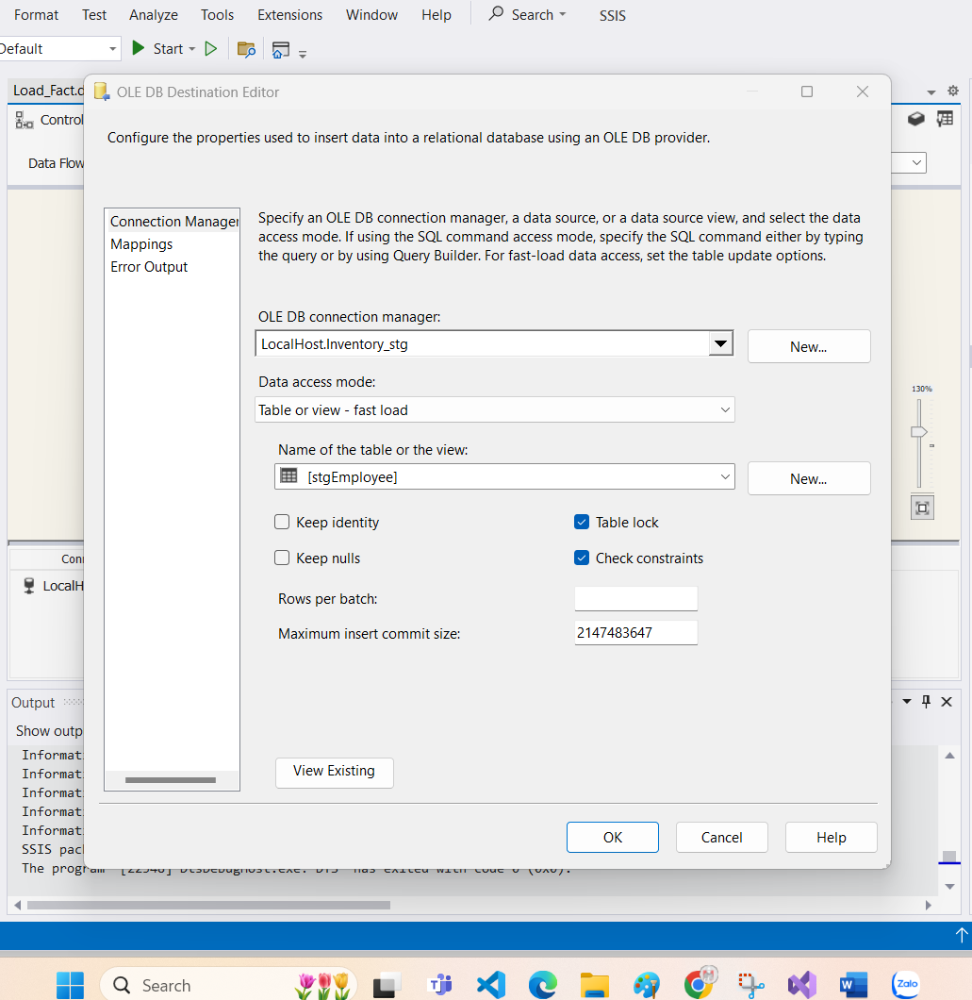 Format Test Analyze Tools Extensions Window Help Search SSIS
Default Start
Load_Fact.d
OLE DB Destination Editor
Control
Configure the properties used to insert data into a relational database using an OLE DB provider.
Data Flow
Connection Manager
Mappings
Error Output
Specify an OLE DB connection manager, a data source, or a data source view, and select the data
access mode. If using the SQL command access mode, specify the SQL command either by typing
the query or by using Query Builder. For fast-load data access, set the table update options.
OLE DB connection manager:
LocalHost.Inventory_stg
New...
Data access mode:
Table or view - fast load
130%
Name of the table or the view:
[stgEmployee]
New...
Keep identity
Table lock
Keep nulls
Check constraints
Rows per batch:
Maximum insert commit size:
2147483647
Conn
LocalH
Output
Show outp
Informat
Informat
Informat
Informat
Informat
SSIS pack
View Existing
OK
Cancel
Help
The program '[22948] DtsDebugHost.exe: DTS' has exited with code 0 (0x0).
Search
Zalo